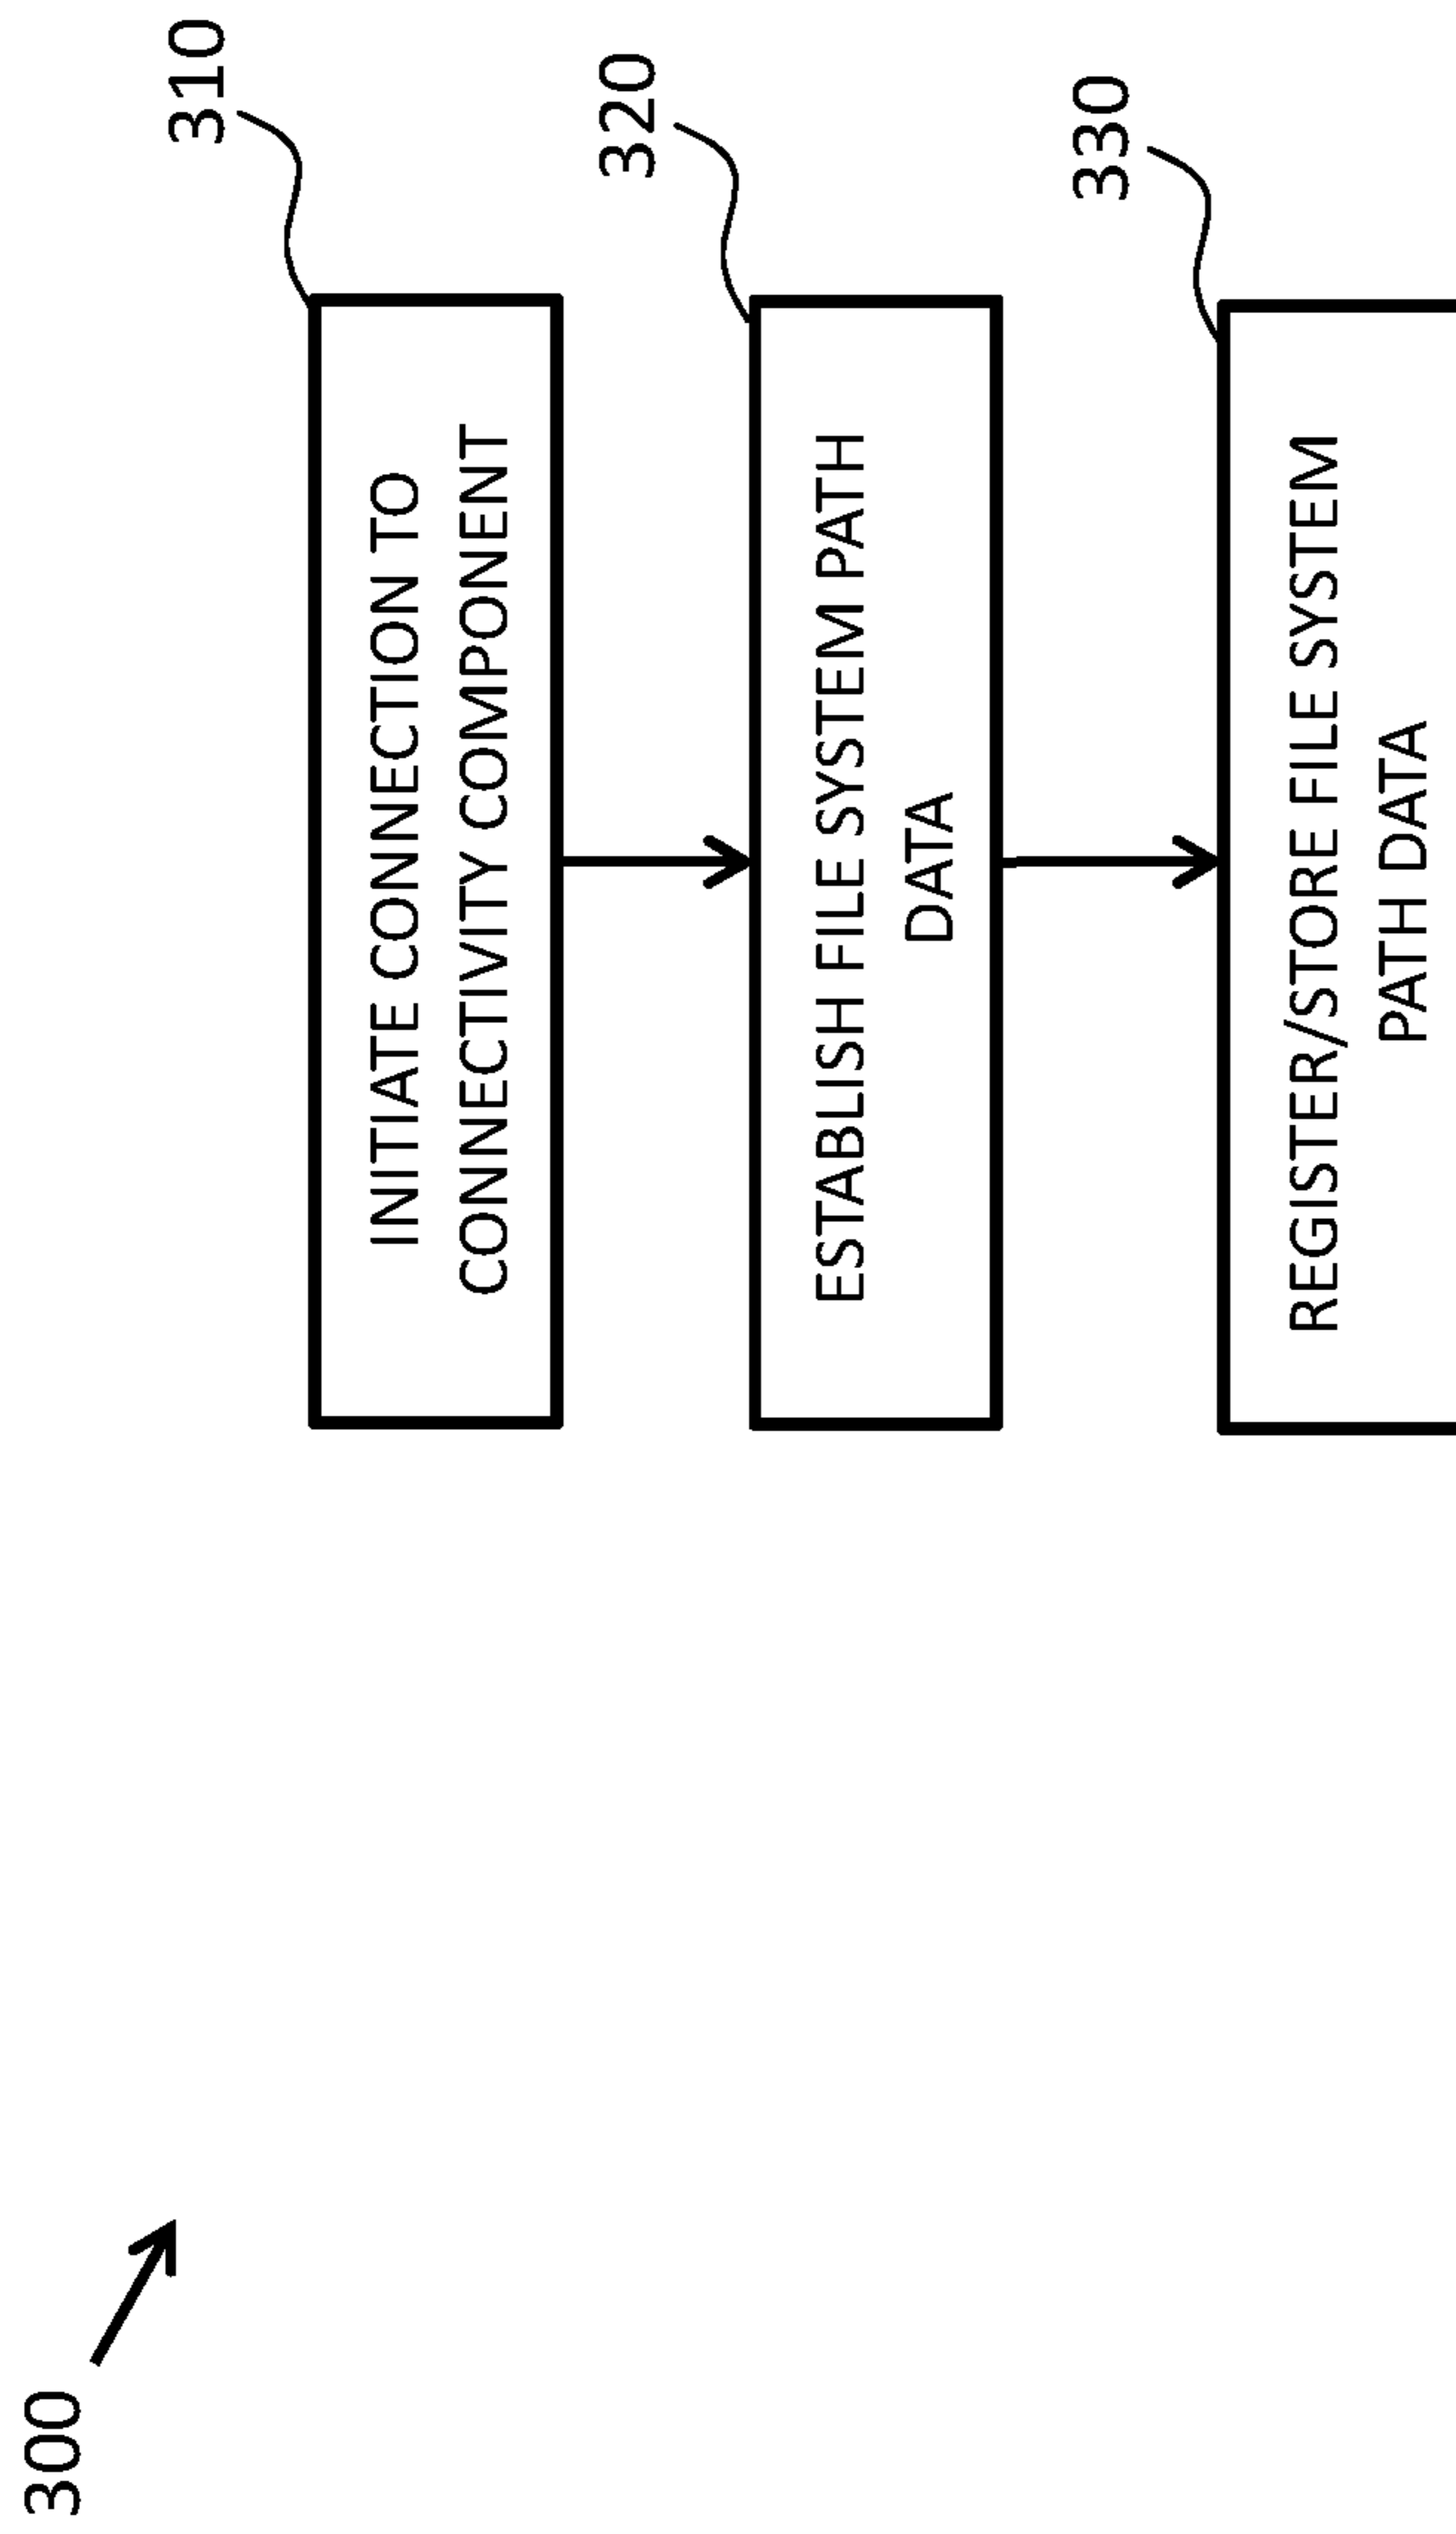 300
310
INITIATE CONNECTION TO
CONNECTIVITY COMPONENT
320
ESTABLISH FILE SYSTEM PATH
DATA
330
REGISTER/STORE FILE SYSTEM
PATH DATA